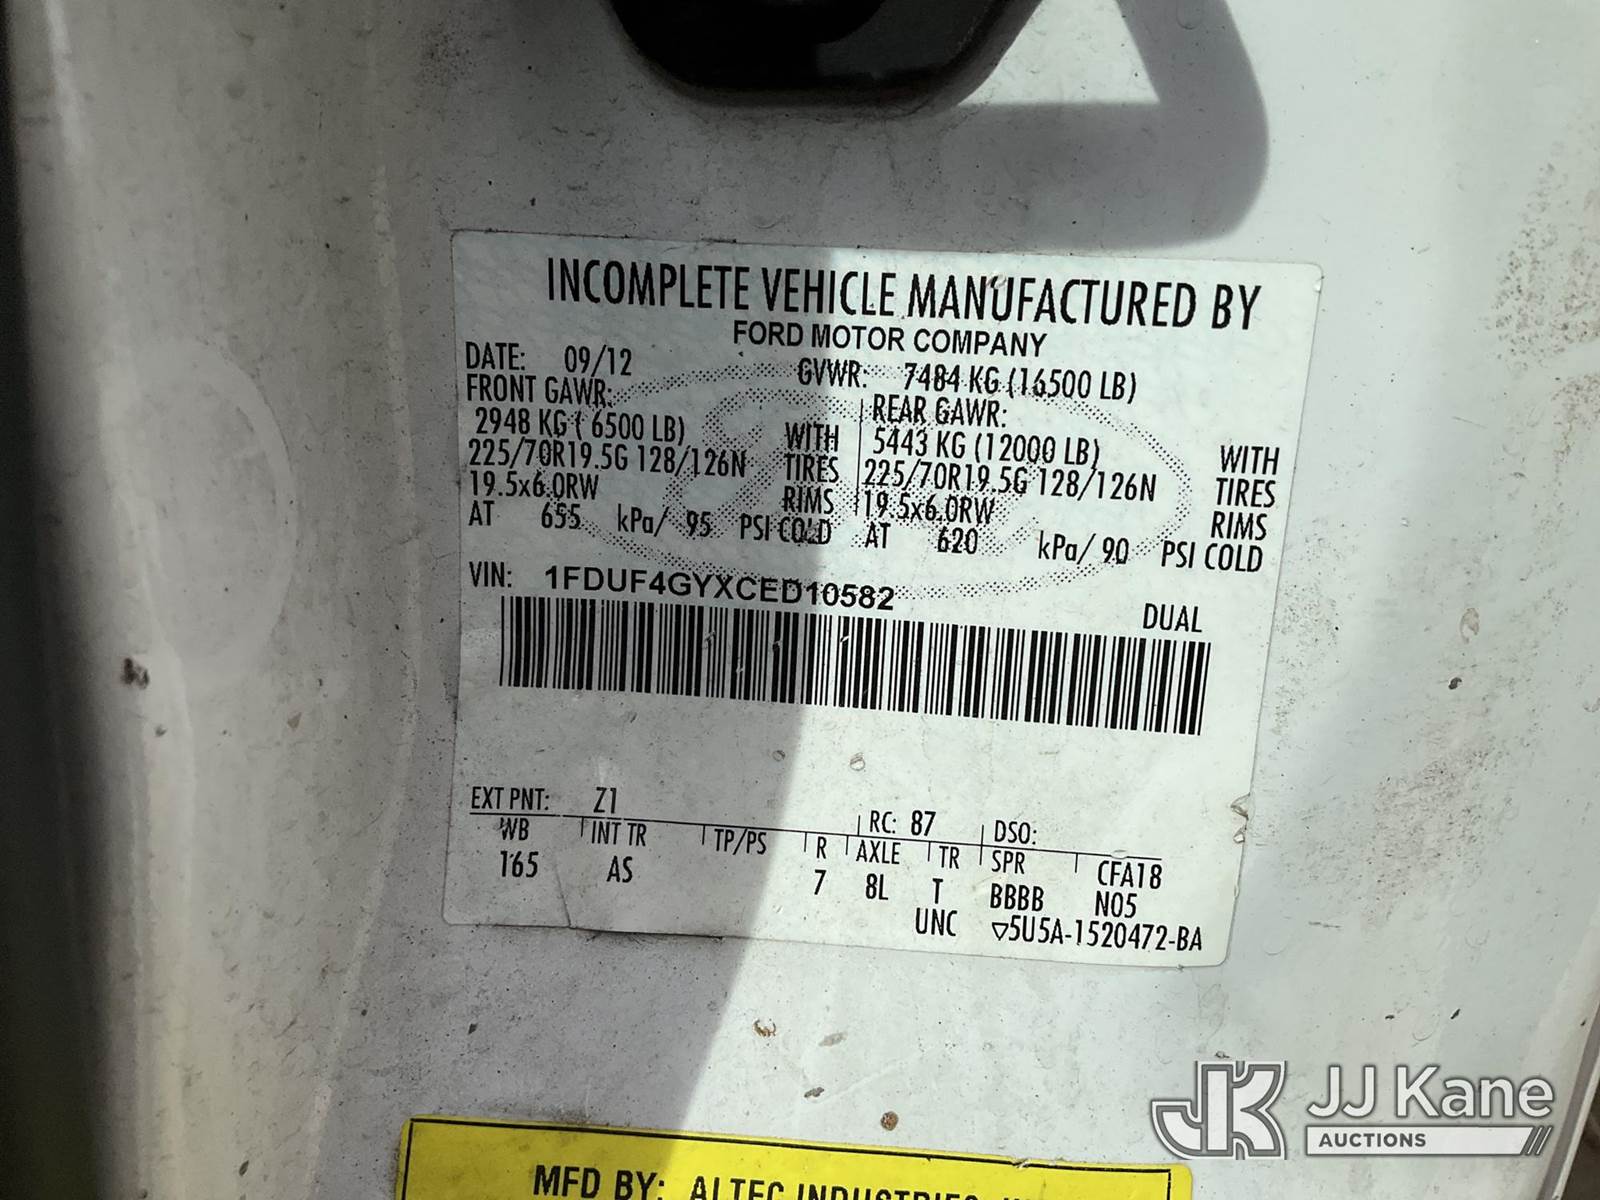 INCOMPLETE VEHICLE MANUFACTURED BY
FORD MOTOR COMPANY
DATE: 09/12 GVWR: 7484 KG (16500 LB)
FRONT GAWR: REAR GAWR:
2948 KG ( 6500 LB) WITH 5443 KG (12000 LB) WITH
225/70R19.5G 128/126N TIRES 225/70R19.5G 128/126N TIRES
19.5x6.0RW RIMS 19.5x6.0RW RIMS
AT 655 kPa/ 95 PSI COLD AT 620 kPa/ 90 PSI COLD
VIN: 1FDUF4GYXCED10582
DUAL
EXT PNT: Z1 RC: 87 DSO:
WB INT TR TP/PS R AXLE TR SPR CFA18
165 AS 7 8L T BBBB N05
UNC ▽5U5A-1520472-BA
MFD BY: ALTEC INDUSTRIES,
JK JJ Kane
AUCTIONS